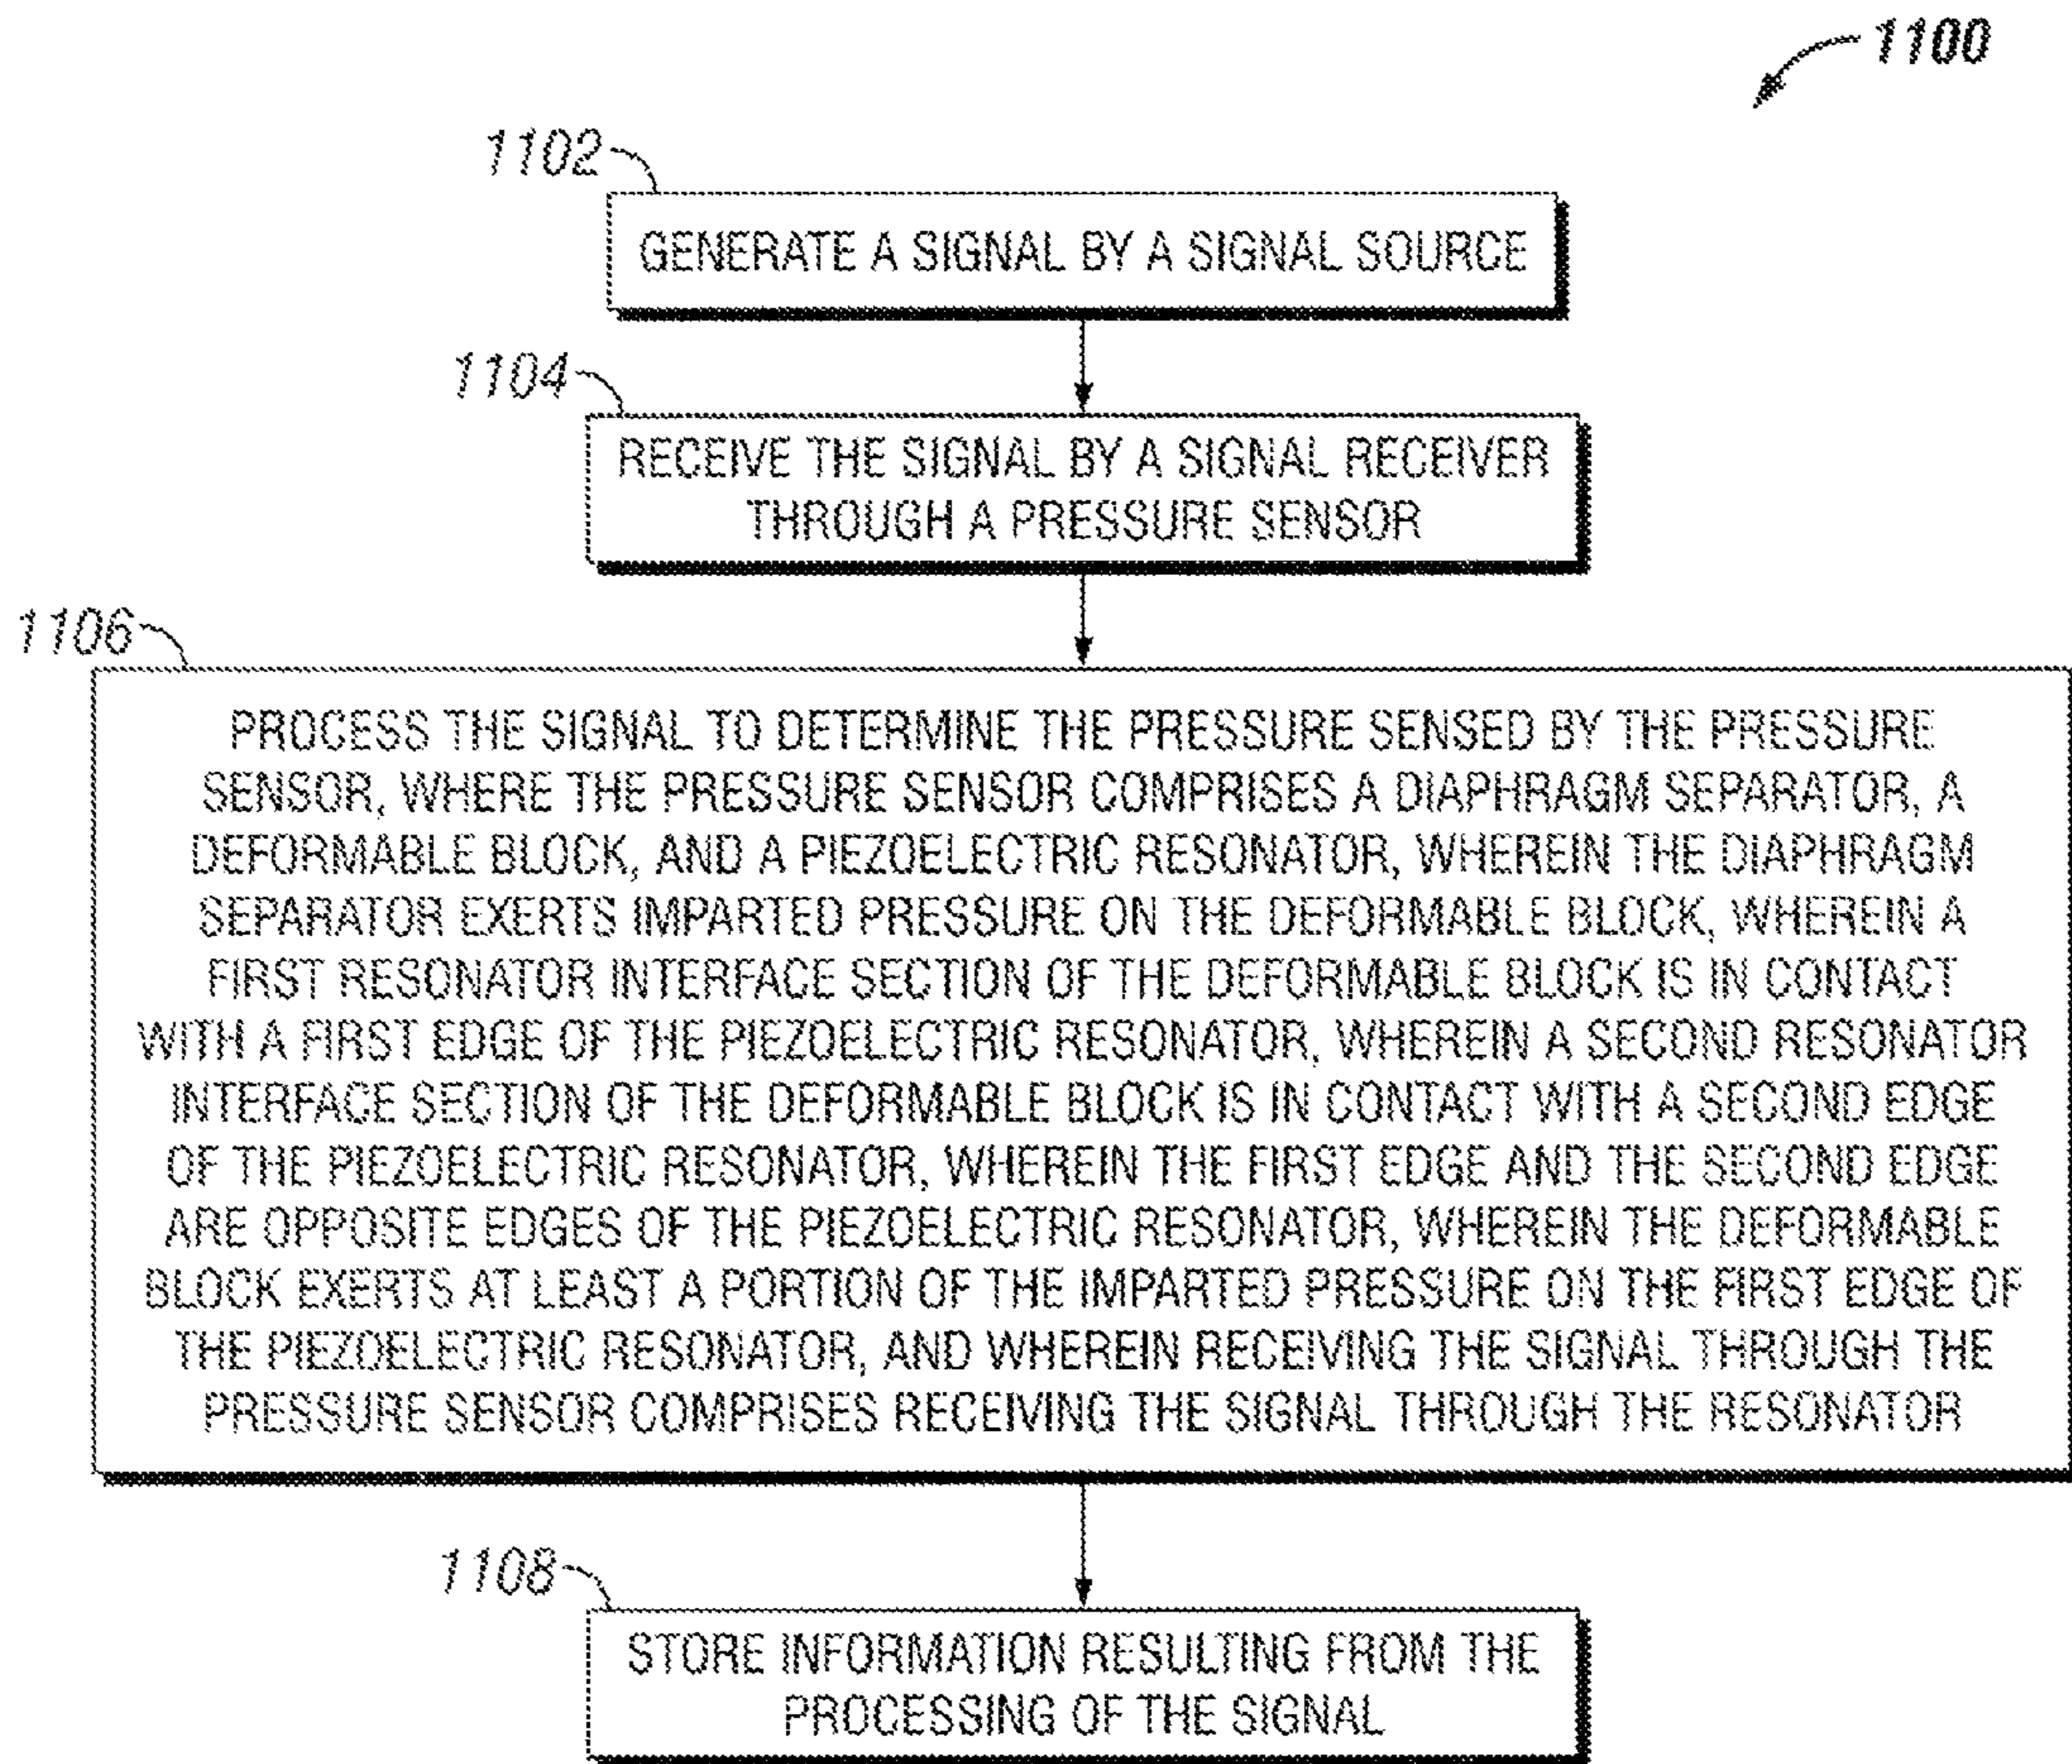 1100
1102
GENERATE A SIGNAL BY A SIGNAL SOURCE
1104
RECEIVE THE SIGNAL BY A SIGNAL RECEIVER
THROUGH A PRESSURE SENSOR
1106
PROCESS THE SIGNAL TO DETERMINE THE PRESSURE SENSED BY THE PRESSURE
SENSOR, WHERE THE PRESSURE SENSOR COMPRISES A DIAPHRAGM SEPARATOR, A
DEFORMABLE BLOCK, AND A PIEZOELECTRIC RESONATOR, WHEREIN THE DIAPHRAGM
SEPARATOR EXERTS IMPARTED PRESSURE ON THE DEFORMABLE BLOCK, WHEREIN A
FIRST RESONATOR INTERFACE SECTION OF THE DEFORMABLE BLOCK IS IN CONTACT
WITH A FIRST EDGE OF THE PIEZOELECTRIC RESONATOR, WHEREIN A SECOND RESONATOR
INTERFACE SECTION OF THE DEFORMABLE BLOCK IS IN CONTACT WITH A SECOND EDGE
OF THE PIEZOELECTRIC RESONATOR, WHEREIN THE FIRST EDGE AND THE SECOND EDGE
ARE OPPOSITE EDGES OF THE PIEZOELECTRIC RESONATOR, WHEREIN THE DEFORMABLE
BLOCK EXERTS AT LEAST A PORTION OF THE IMPARTED PRESSURE ON THE FIRST EDGE OF
THE PIEZOELECTRIC RESONATOR, AND WHEREIN RECEIVING THE SIGNAL THROUGH THE
PRESSURE SENSOR COMPRISES RECEIVING THE SIGNAL THROUGH THE RESONATOR
1108
STORE INFORMATION RESULTING FROM THE
PROCESSING OF THE SIGNAL